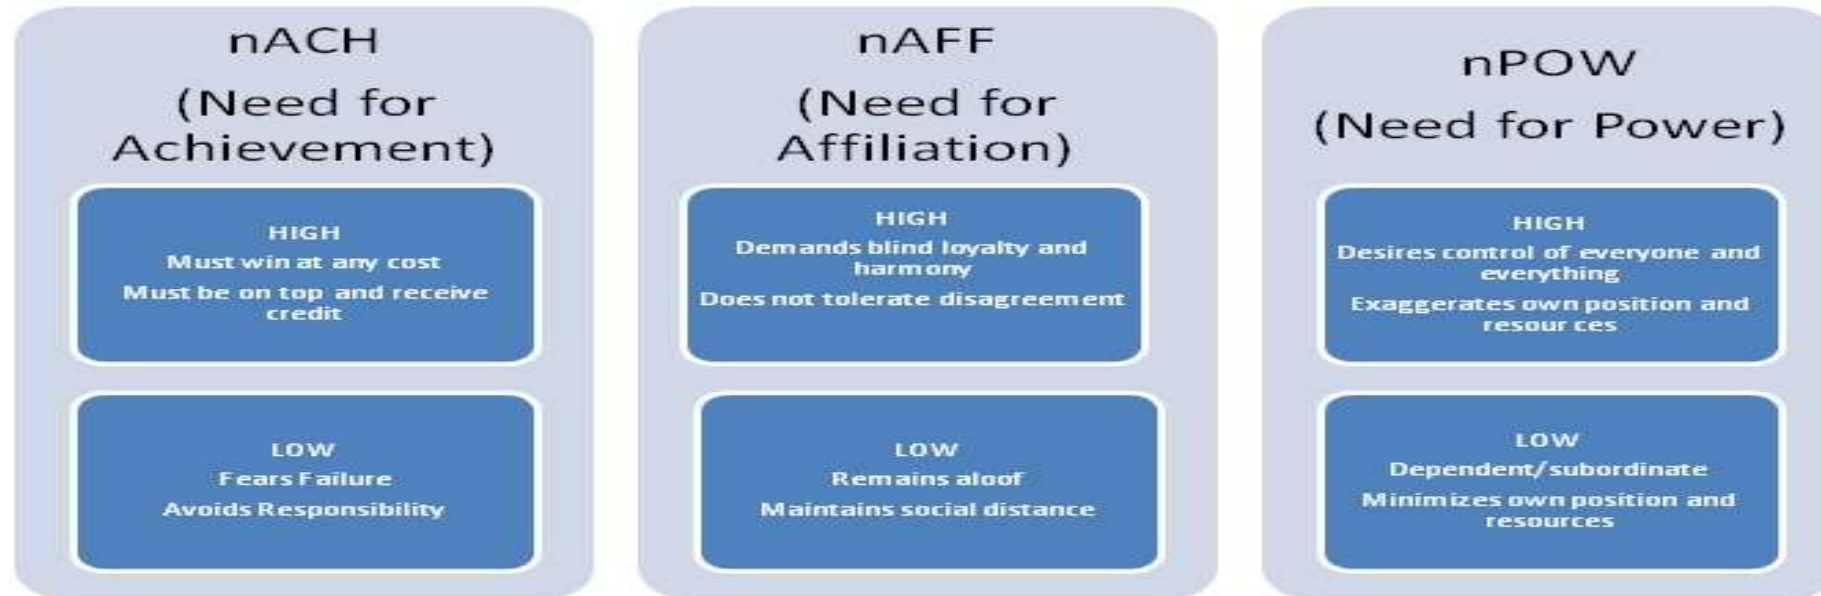 nACH
(Need for
Achievement)
HIGH
Must win at any cost
Must be on top and receive
credit
LOW
Fears Failure
Avoids Responsibility
nAFF
(Need for
Affiliation)
HIGH
Demands blind loyalty and
harmony
Does not tolerate disagreement
LOW
Remains aloof
Maintains social distance
nPOW
(Need for Power)
HIGH
Desires control of everyone and
everything
Exaggerates own position and
resources
LOW
Dependent/subordinate
Minimizes own position and
resources